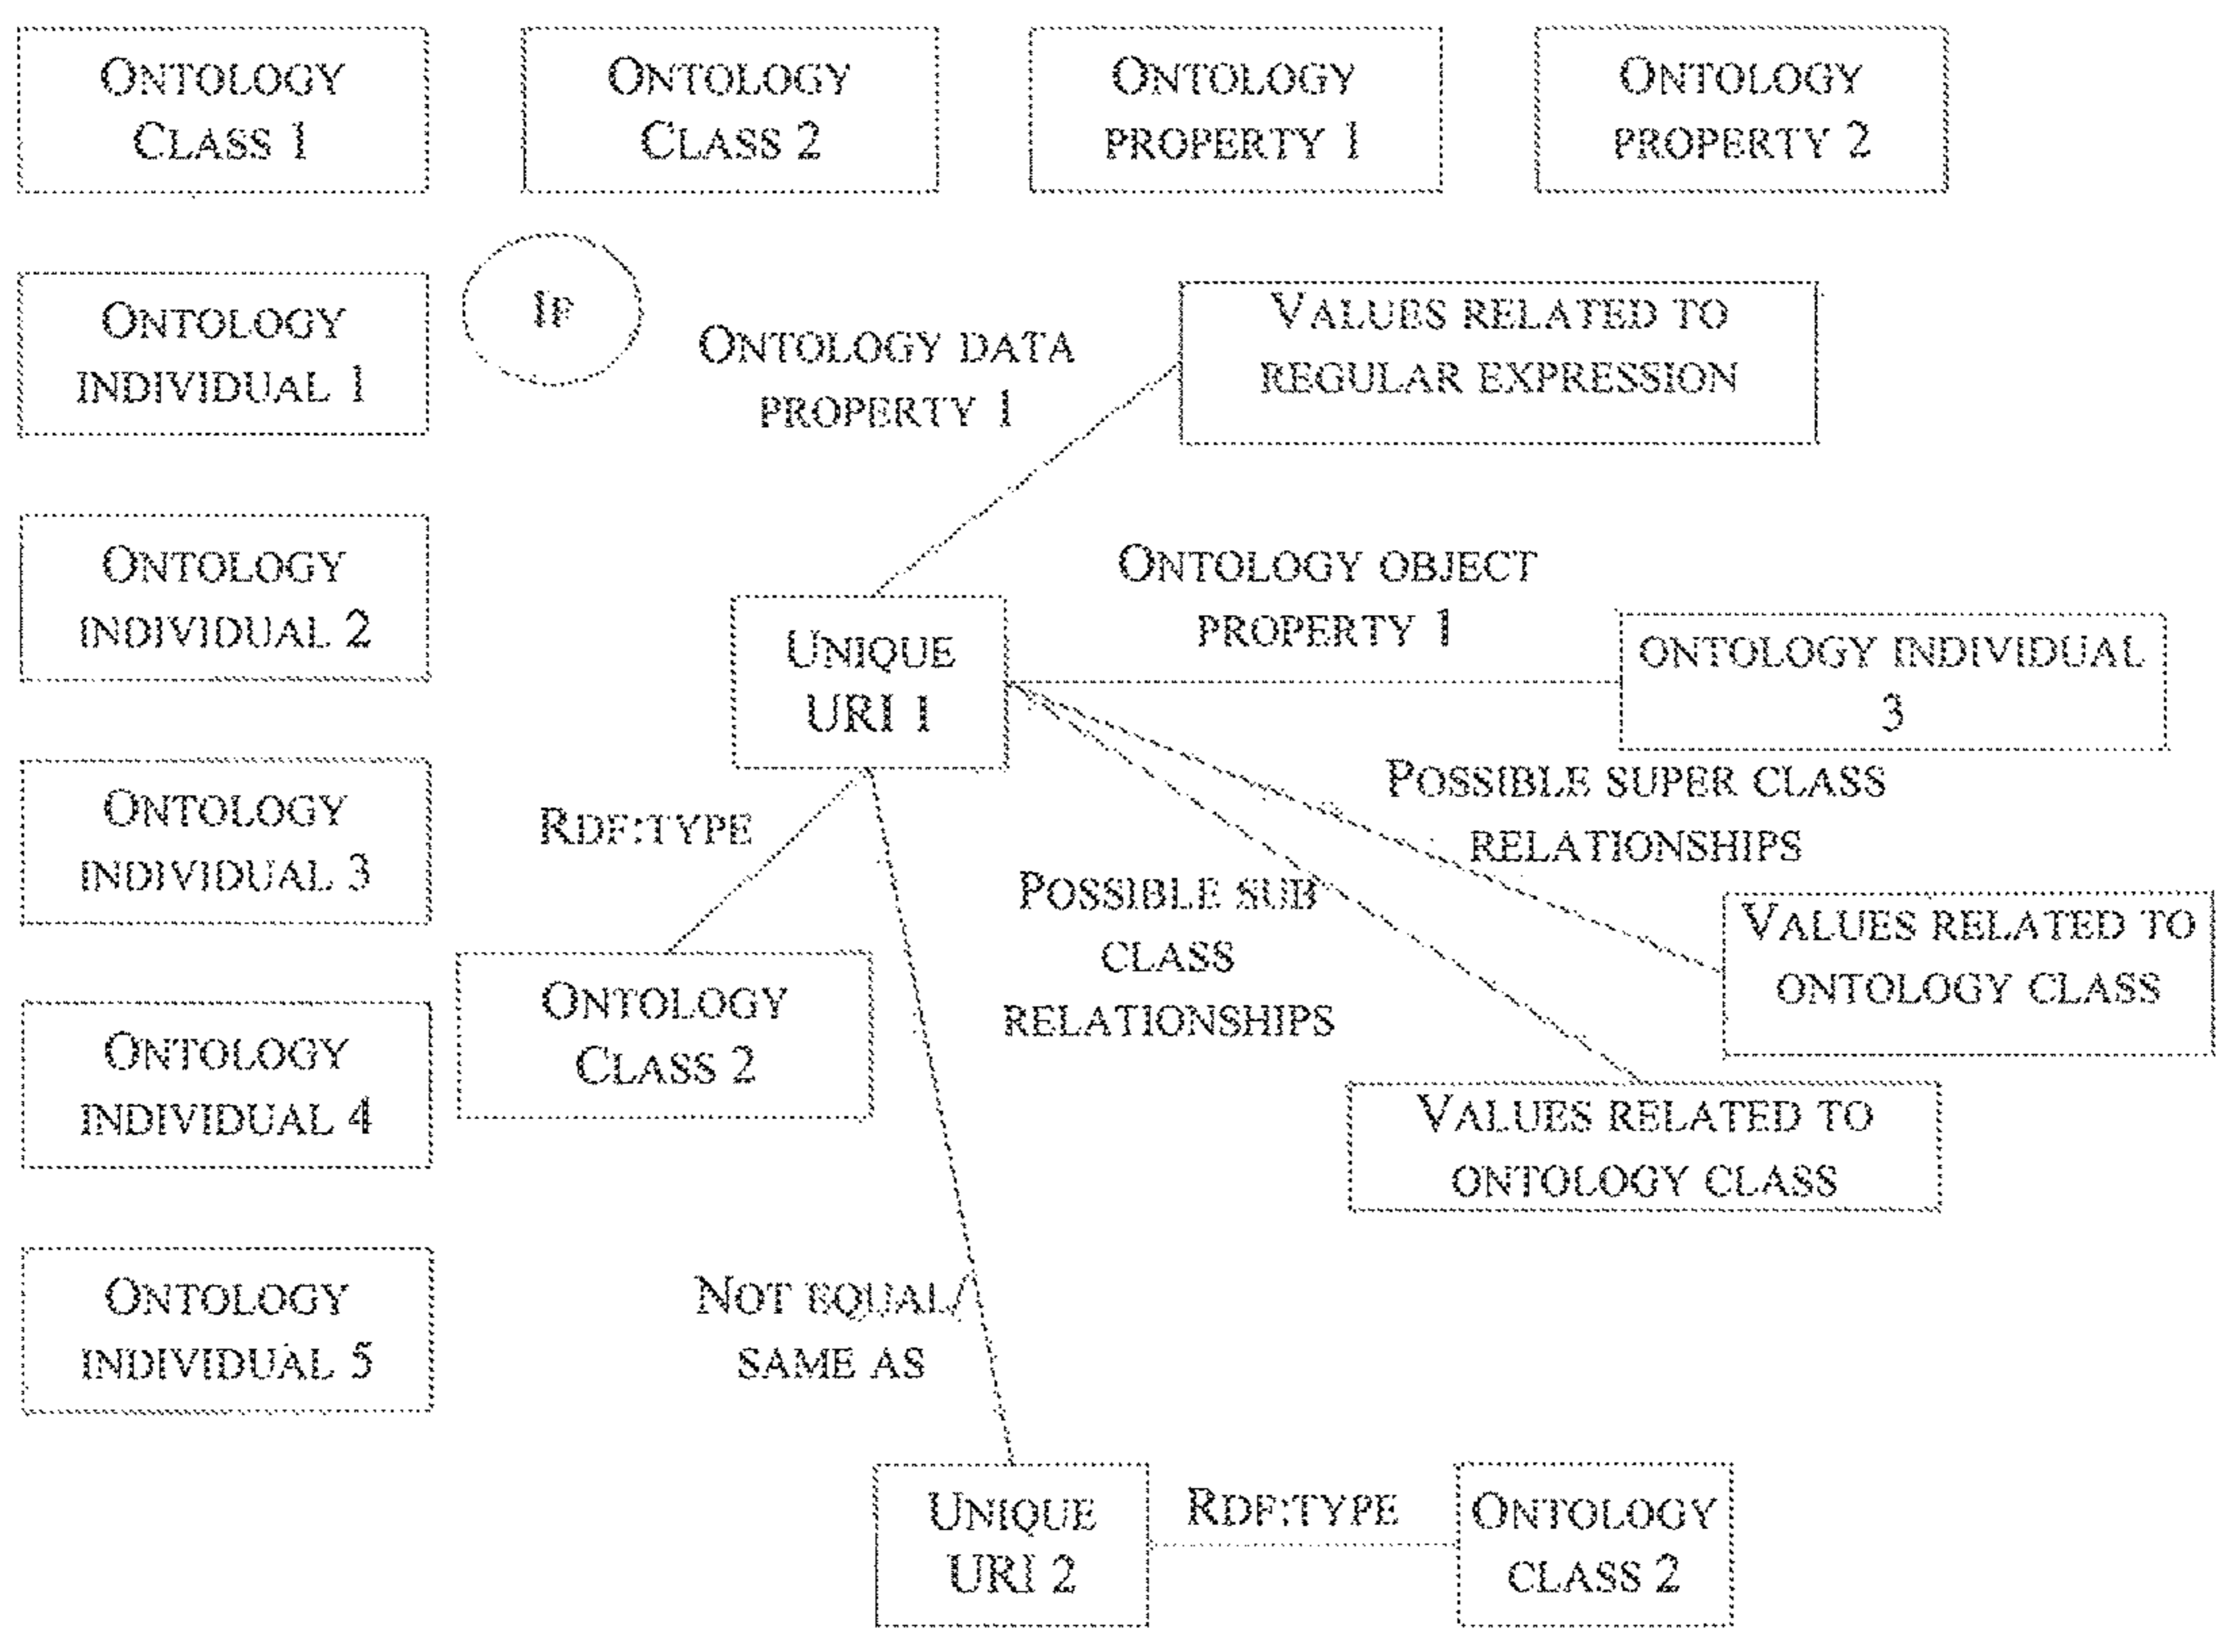 ONTOLOGY
CLASS 1
ONTOLOGY
CLASS 2
ONTOLOGY
PROPERTY 1
ONTOLOGY
PROPERTY 2
ONTOLOGY
INDIVIDUAL 1
IF
ONTOLOGY DATA
PROPERTY 1
VALUES RELATED TO
REGULAR EXPRESSION
ONTOLOGY
INDIVIDUAL 2
UNIQUE
URI 1
ONTOLOGY OBJECT
PROPERTY 1
ONTOLOGY INDIVIDUAL
3
ONTOLOGY
INDIVIDUAL 3
RDF:TYPE
POSSIBLE SUPER CLASS
RELATIONSHIPS
POSSIBLE SUB
CLASS
RELATIONSHIPS
VALUES RELATED TO
ONTOLOGY CLASS
ONTOLOGY
INDIVIDUAL 4
ONTOLOGY
CLASS 2
VALUES RELATED TO
ONTOLOGY CLASS
ONTOLOGY
INDIVIDUAL 5
NOT EQUAL/
SAME AS
UNIQUE
URI 2
RDF:TYPE
ONTOLOGY
CLASS 2